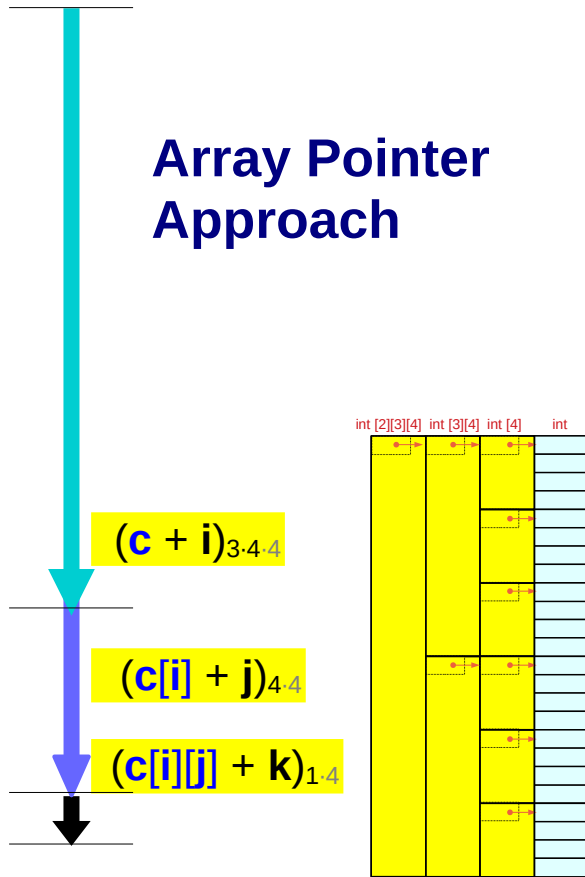 Array Pointer
Approach
int [2][3][4] int [3][4] int [4] int
(c + i)3·4·4
(c[i] + j)4·4
(c[i][j] + k)1·4